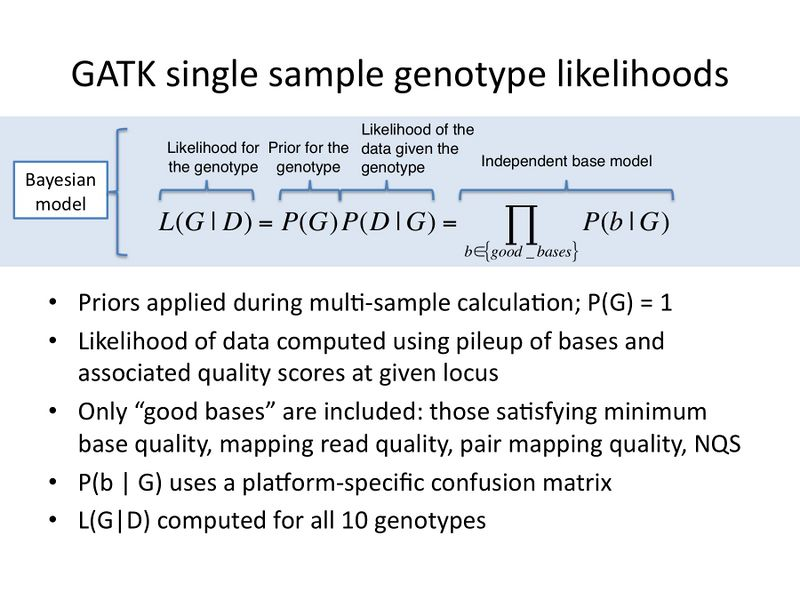 GATK single sample genotype likelihoods
Bayesian
model
Likelihood for
the genotype
Prior for the
genotype
Likelihood of the
data given the
genotype
Independent base model
L(G | D) = P(G)P(D | G) = ∏ P(b | G)
b∈{good _ bases}
• Priors applied during multi-sample calculation; P(G) = 1
• Likelihood of data computed using pileup of bases and
associated quality scores at given locus
• Only “good bases” are included: those satisfying minimum
base quality, mapping read quality, pair mapping quality, NQS
• P(b | G) uses a platform-specific confusion matrix
• L(G|D) computed for all 10 genotypes